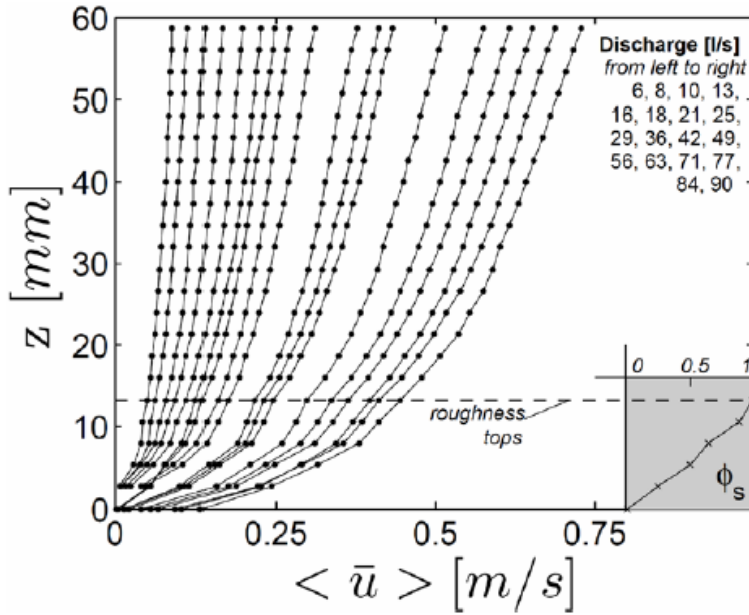 60
50
40
30
20
10
0
z [mm]
0
0.25
0.5
0.75
< ū > [m/s]
Discharge [l/s]
from left to right
6, 8, 10, 13,
16, 18, 21, 25,
29, 36, 42, 49,
56, 63, 71, 77,
84, 90
roughness
tops
0 0.5 1
ϕs